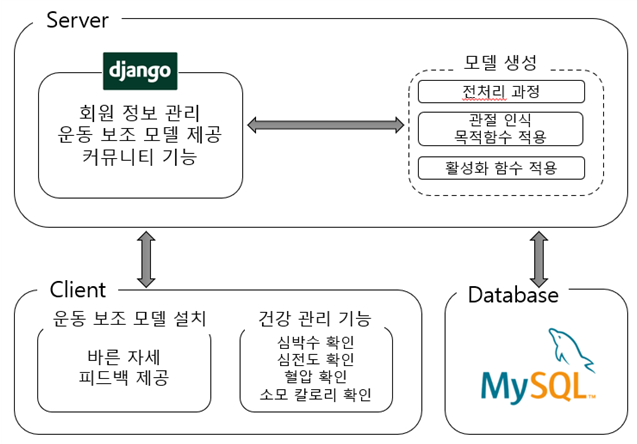 Server
django
회원 정보 관리
운동 보조 모델 제공
커뮤니티 기능
모델 생성
전처리 과정
관절 인식
목적함수 적용
활성화 함수 적용
Client
운동 보조 모델 설치
바른 자세
피드백 제공
건강 관리 기능
심박수 확인
심전도 확인
혈압 확인
소모 칼로리 확인
Database
MySQL™